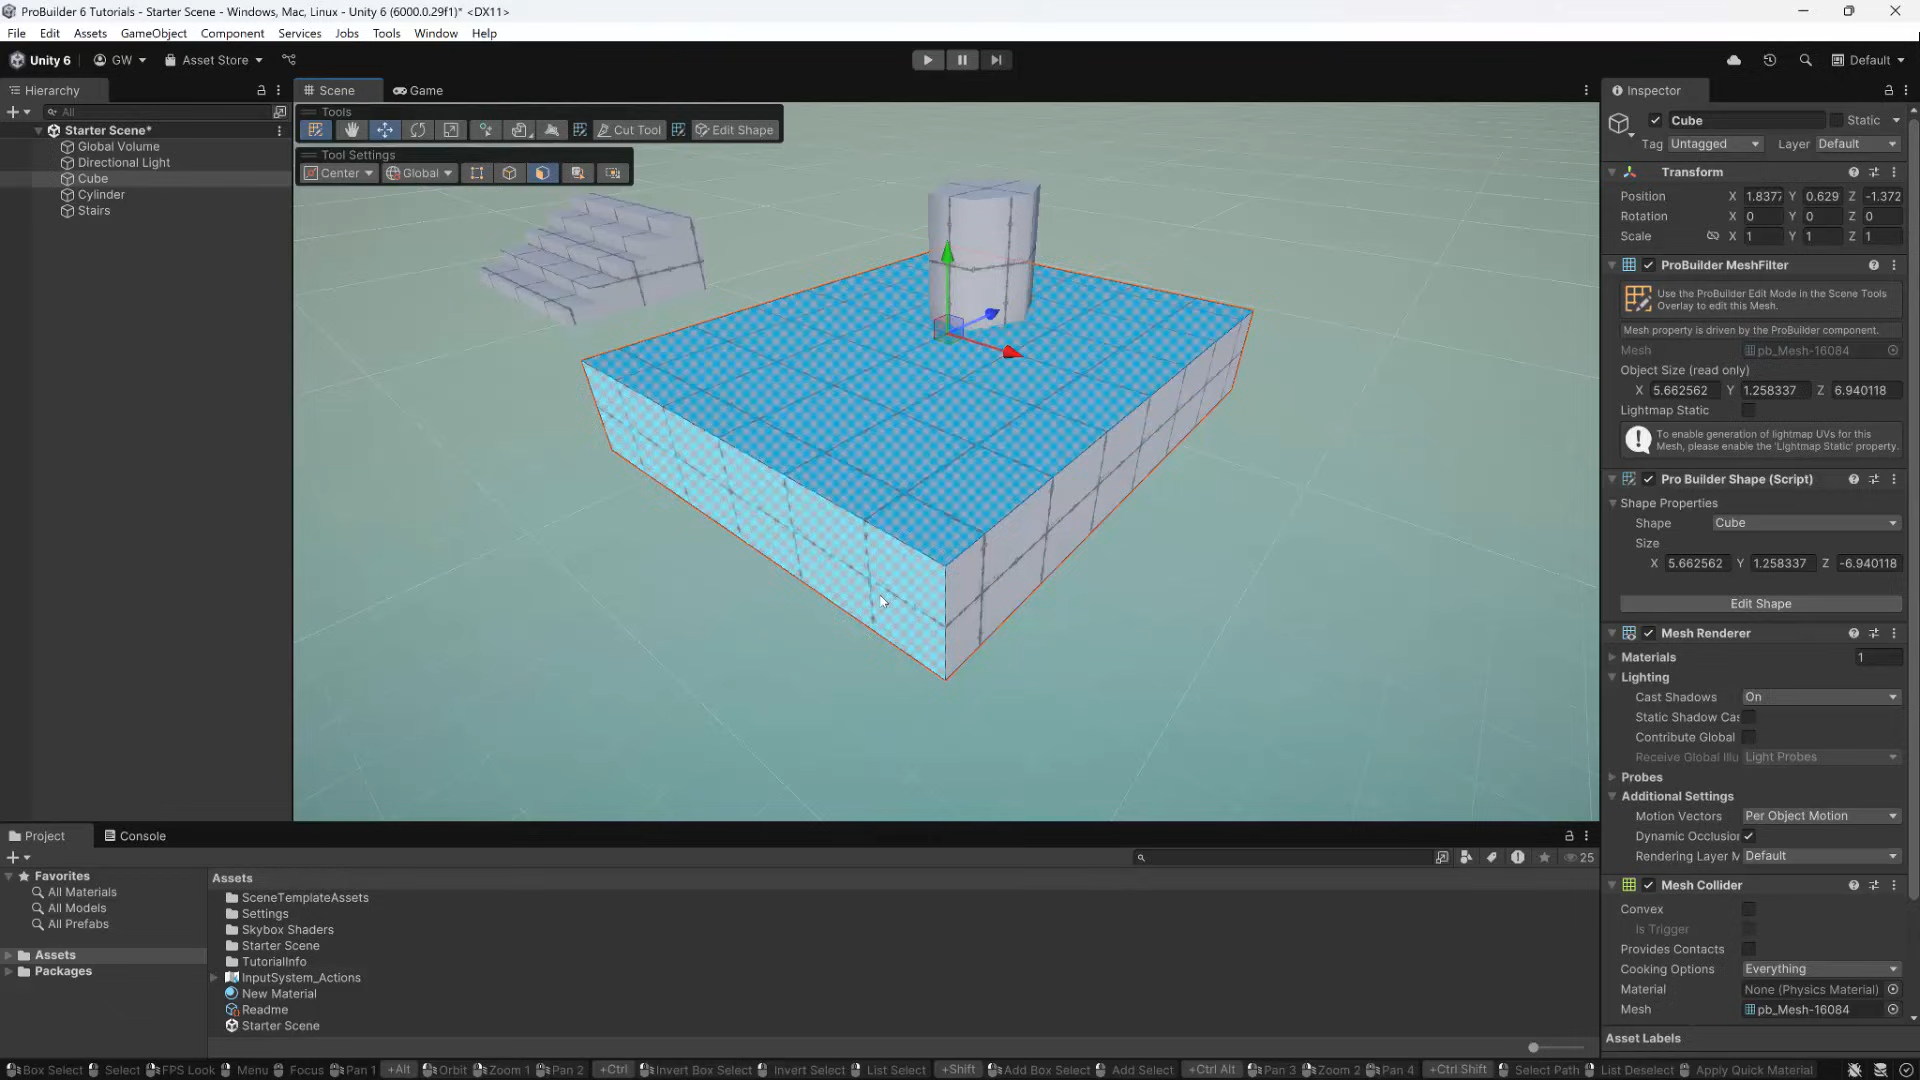 ProBuilder 6 Tutorials - Starter Scene - Windows, Mac, Linux - Unity 6 (6000.0.29f1)* <DX11>
File Edit Assets GameObject Component Services Jobs Tools Window Help
Unity 6 GW Asset Store Default
Hierarchy
All
Starter Scene*
Global Volume
Directional Light
Cube
Cylinder
Stairs
Scene Game
Tools
Cut Tool Edit Shape
Tool Settings
Center Global
Inspector
Cube Static
Tag Untagged Layer Default
Transform
Position X 1.8377 Y 0.629 Z -1.372
Rotation X 0 Y 0 Z 0
Scale X 1 Y 1 Z 1
ProBuilder MeshFilter
Use the ProBuilder Edit Mode in the Scene Tools
Overlay to edit this Mesh.
Mesh property is driven by the ProBuilder component.
Mesh pb_Mesh-16084
Object Size (read only)
X 5.662562 Y 1.258337 Z 6.940118
Lightmap Static
To enable generation of lightmap UVs for this
Mesh, please enable the 'Lightmap Static' property.
Pro Builder Shape (Script)
Shape Properties
Shape Cube
Size
X 5.662562 Y 1.258337 Z -6.940118
Edit Shape
Mesh Renderer
Materials 1
Lighting
Cast Shadows On
Static Shadow Cas
Contribute Global
Receive Global Illu Light Probes
Probes
Additional Settings
Motion Vectors Per Object Motion
Dynamic Occlusion
Rendering Layer M Default
Mesh Collider
Convex
Is Trigger
Provides Contacts
Cooking Options Everything
Material None (Physics Material)
Mesh pb_Mesh-16084
Asset Labels
Project Console
25
Favorites
All Materials
All Models
All Prefabs
Assets
Packages
Assets
SceneTemplateAssets
Settings
Skybox Shaders
Starter Scene
TutorialInfo
InputSystem_Actions
New Material
Readme
Starter Scene
Box Select Select FPS Look Menu Focus Pan 1 +Alt Orbit Zoom 1 Pan 2 +Ctrl Invert Box Select Invert Select List Select +Shift Add Box Select Add Select +Ctrl Alt Pan 3 Zoom 2 Pan 4 +Ctrl Shift Select Path List Deselect Apply Quick Material